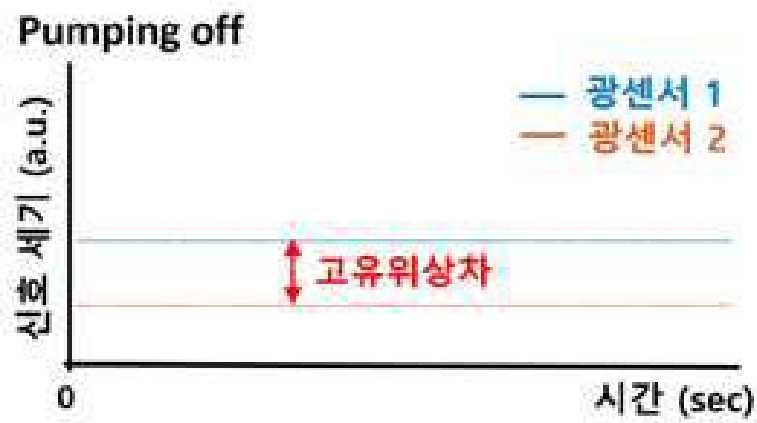 Pumping off
광센서 1
광센서 2
신호 세기 (a.u.)
고유위상차
0
시간 (sec)